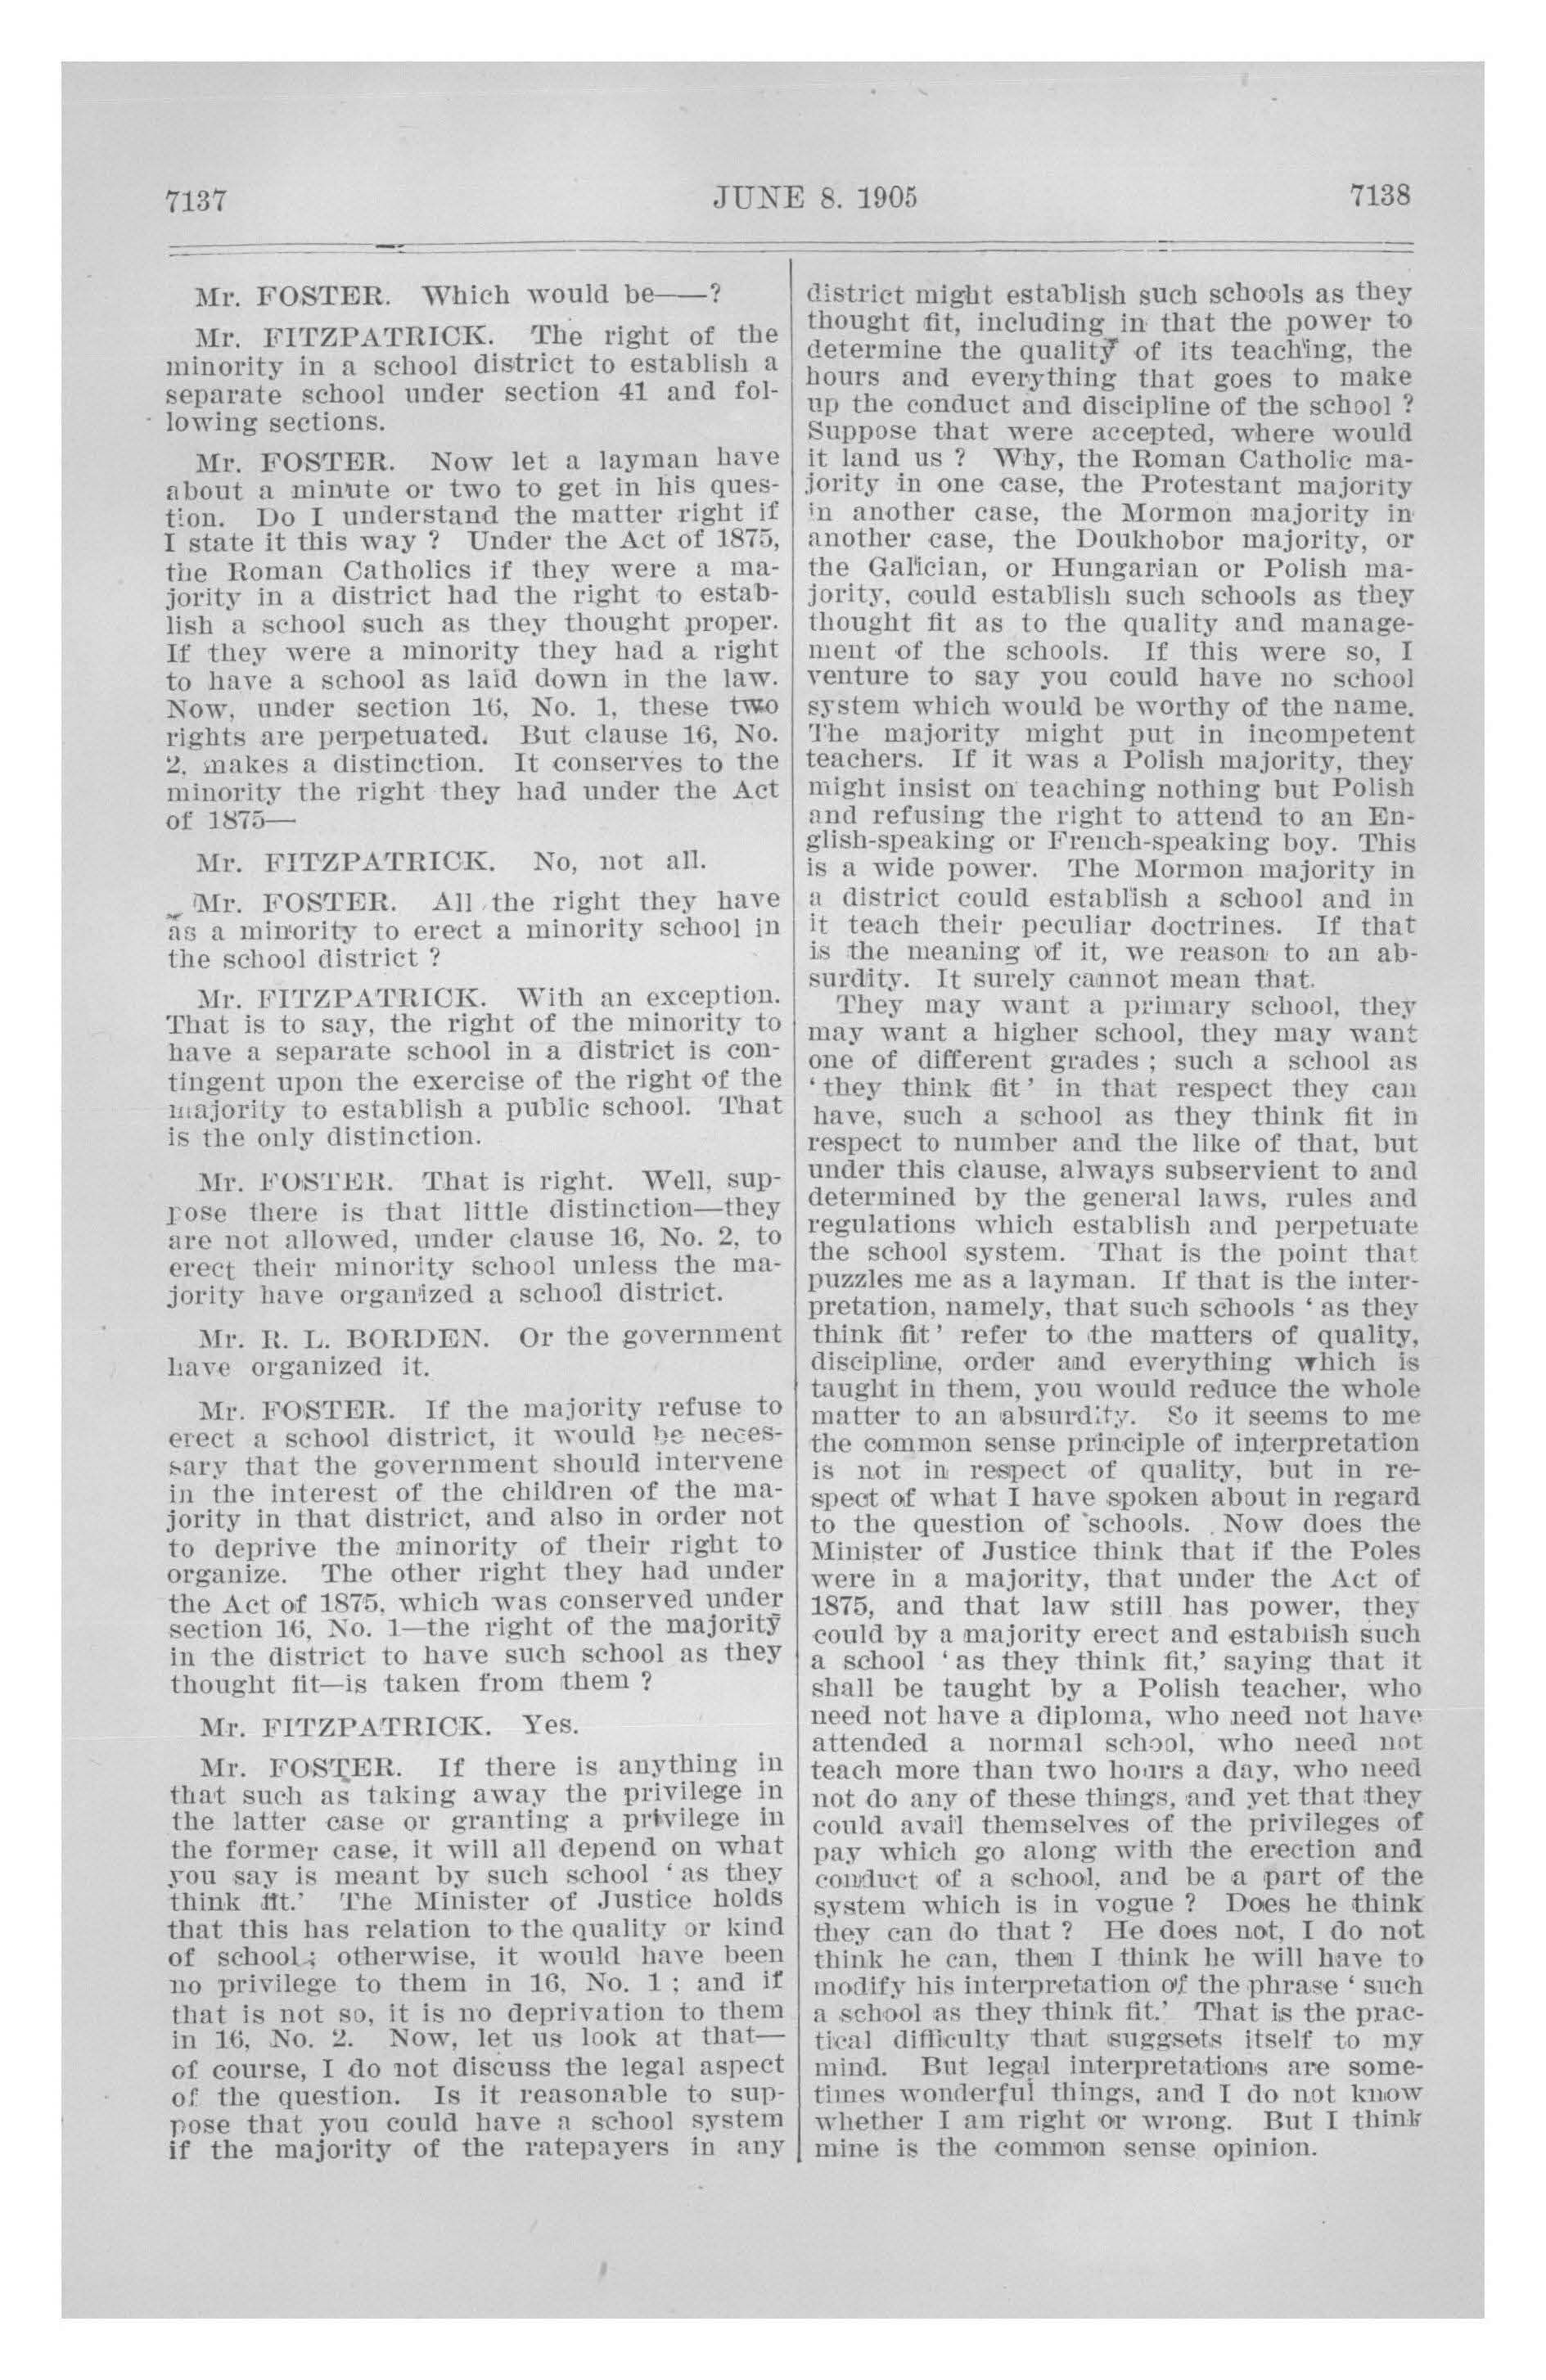 7137
JUNE 8. 1905
7138
Mr. FOSTER. Which would be——?
Mr. FITZPATRICK. The right of the
minority in a school district to establish a
separate school under section 41 and fol-
lowing sections.
Mr. FOSTER. Now let a layman have
about a minute or two to get in his ques-
tion. Do I understand the matter right if
I state it this way ? Under the Act of 1875,
the Roman Catholics if they were a ma-
jority in a district had the right to estab-
lish a school such as they thought proper.
If they were a minority they had a right
to have a school as laid down in the law.
Now, under section 16, No. 1, these two
rights are perpetuated. But clause 16, No.
2, makes a distinction. It conserves to the
minority the right they had under the Act
of 1875—
Mr. FITZPATRICK. No, not all.
Mr. FOSTER. All the right they have
as a minority to erect a minority school in
the school district ?
Mr. FITZPATRICK. With an exception.
That is to say, the right of the minority to
have a separate school in a district is con-
tingent upon the exercise of the right of the
majority to establish a public school. That
is the only distinction.
Mr. FOSTER. That is right. Well, sup-
pose there is that little distinction—they
are not allowed, under clause 16, No. 2, to
erect their minority school unless the ma-
jority have organized a school district.
Mr. R. L. BORDEN. Or the government
have organized it.
Mr. FOSTER. If the majority refuse to
erect a school district, it would be neces-
sary that the government should intervene
in the interest of the children of the ma-
jority in that district, and also in order not
to deprive the minority of their right to
organize. The other right they had under
the Act of 1875, which was conserved under
section 16, No. 1—the right of the majority
in the district to have such school as they
thought fit—is taken from them ?
Mr. FITZPATRICK. Yes.
Mr. FOSTER. If there is anything in
that such as taking away the privilege in
the latter case or granting a privilege in
the former case, it will all depend on what
you say is meant by such school ‘ as they
think fit.’ The Minister of Justice holds
that this has relation to the quality or kind
of school ; otherwise, it would have been
no privilege to them in 16, No. 1 ; and if
that is not so, it is no deprivation to them
in 16, No. 2. Now, let us look at that—
of course, I do not discuss the legal aspect
of the question. Is it reasonable to sup-
pose that you could have a school system
if the majority of the ratepayers in any
district might establish such schools as they
thought fit, including in that the power to
determine the quality of its teaching, the
hours and everything that goes to make
up the conduct and discipline of the school ?
Suppose that were accepted, where would
it land us ? Why, the Roman Catholic ma-
jority in one case, the Protestant majority
in another case, the Mormon majority in
another case, the Doukhobor majority, or
the Galician, or Hungarian or Polish ma-
jority, could establish such schools as they
thought fit as to the quality and manage-
ment of the schools. If this were so, I
venture to say you could have no school
system which would be worthy of the name.
The majority might put in incompetent
teachers. If it was a Polish majority, they
might insist on teaching nothing but Polish
and refusing the right to attend to an En-
glish-speaking or French-speaking boy. This
is a wide power. The Mormon majority in
a district could establish a school and in
it teach their peculiar doctrines. If that
is the meaning of it, we reason to an ab-
surdity. It surely cannot mean that.
They may want a primary school, they
may want a higher school, they may want
one of different grades ; such a school as
‘ they think fit ’ in that respect they can
have, such a school as they think fit in
respect to number and the like of that, but
under this clause, always subservient to and
determined by the general laws, rules and
regulations which establish and perpetuate
the school system. That is the point that
puzzles me as a layman. If that is the inter-
pretation, namely, that such schools ‘ as they
think fit ’ refer to the matters of quality,
discipline, order and everything which is
taught in them, you would reduce the whole
matter to an absurdity. So it seems to me
the common sense principle of interpretation
is not in respect of quality, but in re-
spect of what I have spoken about in regard
to the question of schools. Now does the
Minister of Justice think that if the Poles
were in a majority, that under the Act of
1875, and that law still has power, they
could by a majority erect and establish such
a school ‘ as they think fit,’ saying that it
shall be taught by a Polish teacher, who
need not have a diploma, who need not have
attended a normal school, who need not
teach more than two hours a day, who need
not do any of these things, and yet that they
could avail themselves of the privileges of
pay which go along with the erection and
conduct of a school, and be a part of the
system which is in vogue ? Does he think
they can do that ? He does not, I do not
think he can, then I think he will have to
modify his interpretation of the phrase ‘ such
a school as they think fit.’ That is the prac-
tical difficulty that suggsets itself to my
mind. But legal interpretations are some-
times wonderful things, and I do not know
whether I am right or wrong. But I think
mine is the common sense opinion.